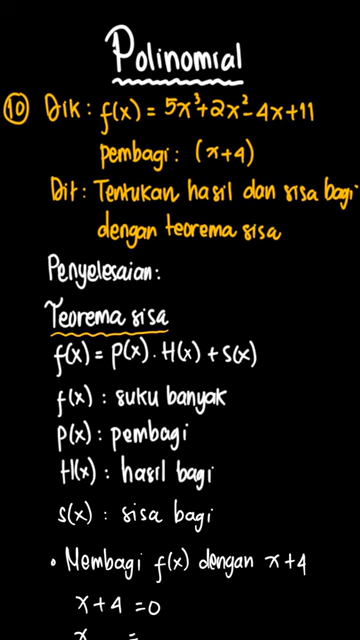 Polinomial
10 Dik : f(x) = 5x³+2x²-4x+11
pembagi : (x+4)
Dit : Tentukan hasil dan sisa bagi
dengan teorema sisa
Penyelesaian:
Teorema sisa
f(x) = p(x) . H(x) + s(x)
f(x) : suku banyak
p(x) : pembagi
H(x) : hasil bagi
s(x) : sisa bagi
• Membagi f(x) dengan x+4
x+4 = 0
x =